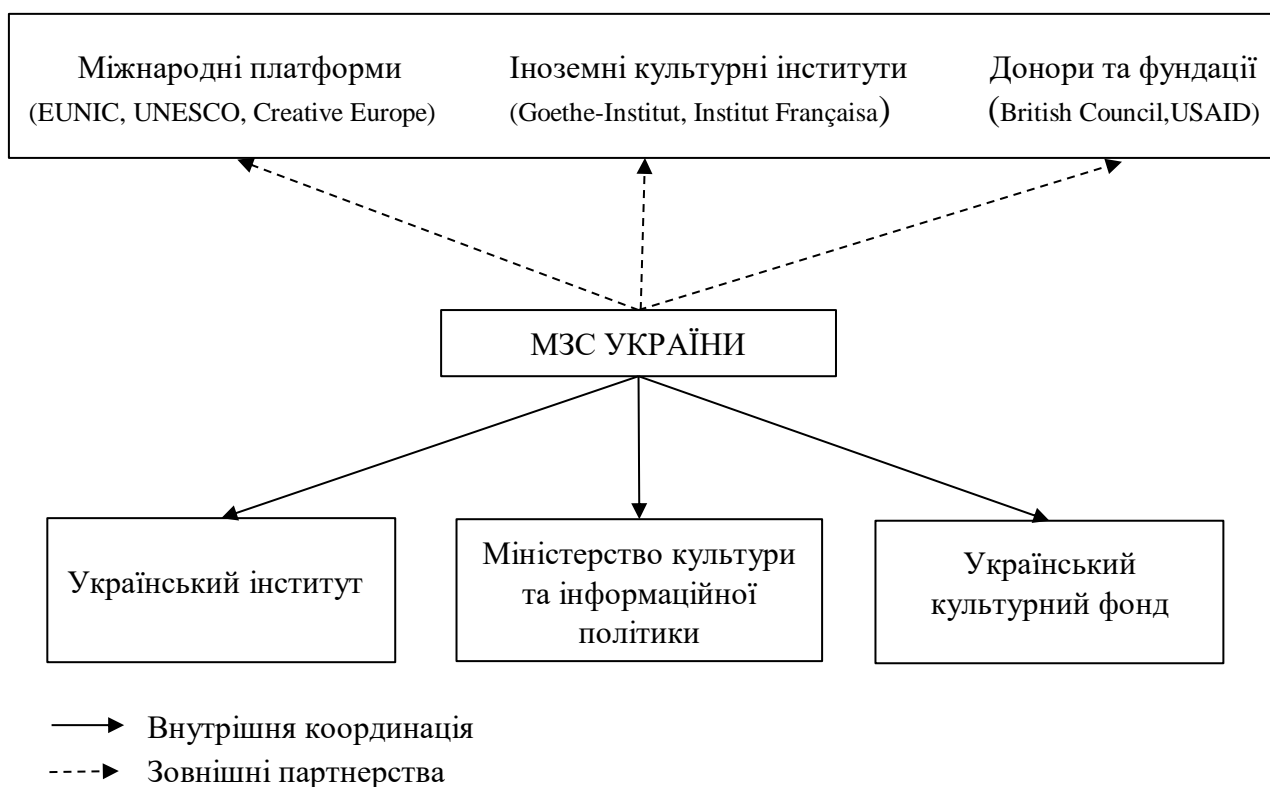 Міжнародні платформи
(EUNIC, UNESCO, Creative Europe)
Іноземні культурні інститути
(Goethe-Institut, Institut Françaisа)
Донори та фундації
(British Council,USAID)
МЗС УКРАЇНИ
Український інститут
Міністерство культури
та інформаційної
політики
Український
культурний фонд
Внутрішня координація
Зовнішні партнерства